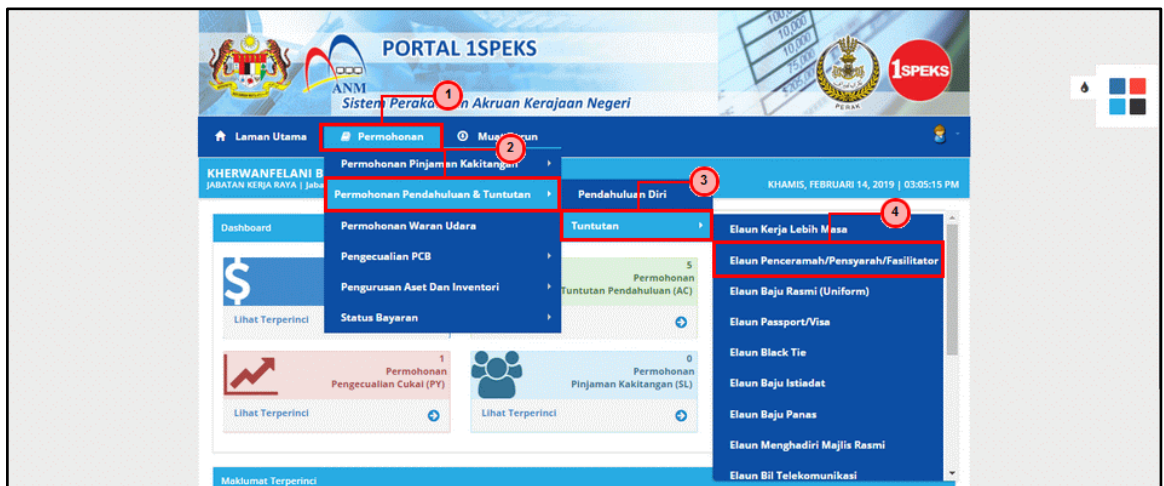 PORTAL 1SPEKS
ANM
Sistem Perakaunan Akruan Kerajaan Negeri
PERAK
1SPEKS
1
Laman Utama
Permohonan
Muat Turun
2
KHERWANFELANI B
JABATAN KERJA RAYA |
KHAMIS, FEBRUARI 14, 2019 | 03:05:15 PM
Permohonan Pinjaman Kakitangan
Permohonan Pendahuluan & Tuntutan
Permohonan Waran Udara
Pengecualian PCB
Pengurusan Aset Dan Inventori
Status Bayaran
3
Pendahuluan Diri
Tuntutan
4
Elaun Kerja Lebih Masa
Elaun Penceramah/Pensyarah/Fasilitator
Elaun Baju Rasmi (Uniform)
Elaun Passport/Visa
Elaun Black Tie
Elaun Baju Istiadat
Elaun Baju Panas
Elaun Menghadiri Majlis Rasmi
Elaun Bil Telekomunikasi
Dashboard
Lihat Terperinci
5
Permohonan
Tuntutan Pendahuluan (AC)
1
Permohonan
Pengecualian Cukai (PY)
Lihat Terperinci
0
Permohonan
Pinjaman Kakitangan (SL)
Lihat Terperinci
Maklumat Terperinci